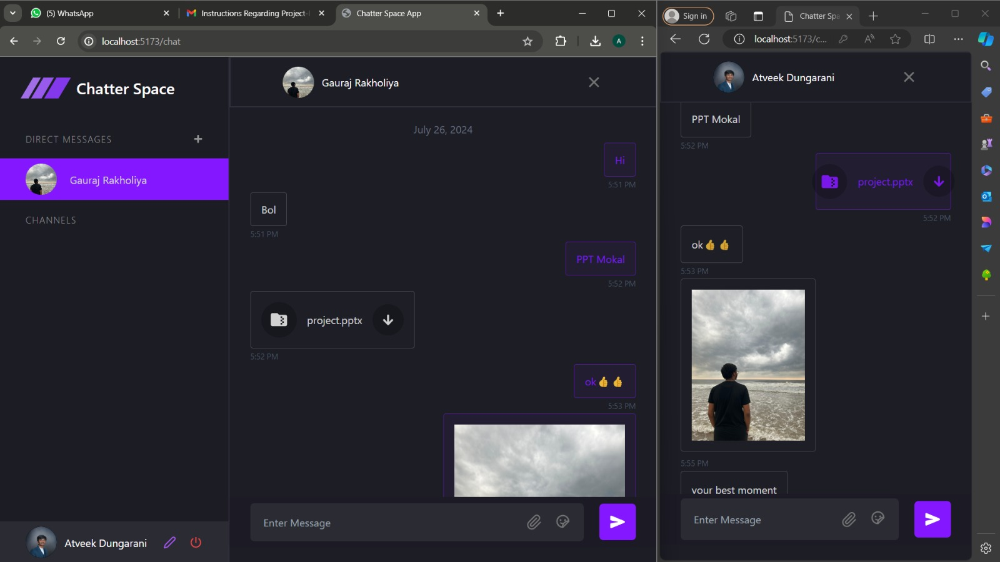 (5) WhatsApp
Instructions Regarding Project-
Chatter Space App
localhost:5173/chat
A
Chatter Space
DIRECT MESSAGES
Gauraj Rakholiya
CHANNELS
Atveek Dungarani
Gauraj Rakholiya
July 26, 2024
Hi
5:51 PM
Bol
5:51 PM
PPT Mokal
5:52 PM
project.pptx
5:52 PM
ok👍👍
5:53 PM
Enter Message
Sign in
Chatter Spa
localhost:5173/c...
Atveek Dungarani
PPT Mokal
5:52 PM
project.pptx
5:52 PM
ok👍👍
5:53 PM
5:55 PM
your best moment
Enter Message